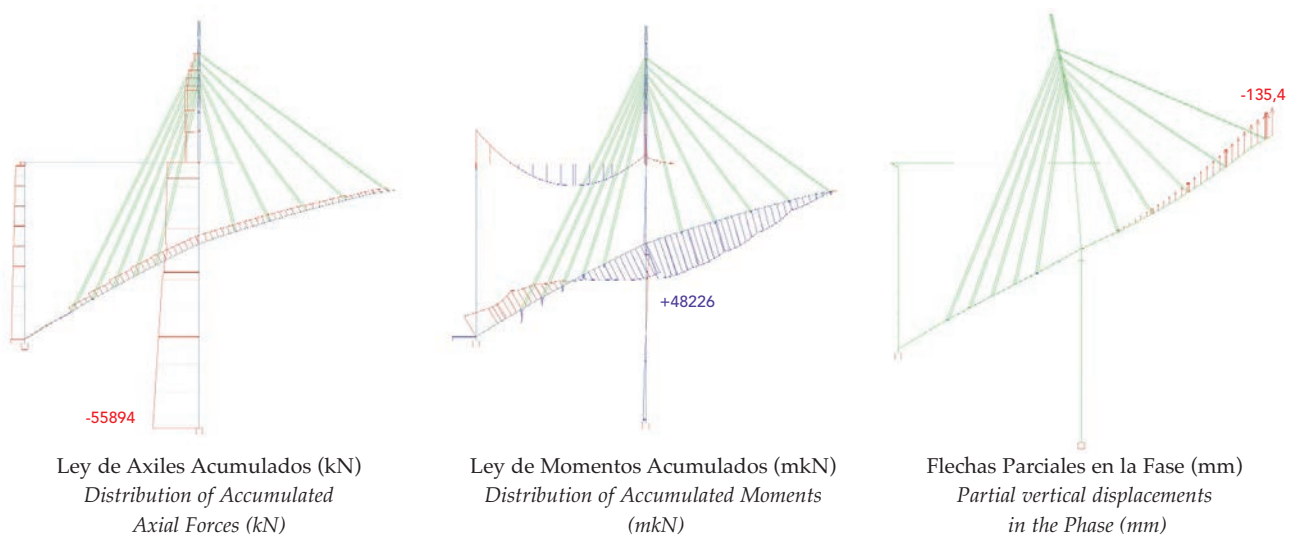 -135,4
+48226
-55894
Ley de Axiles Acumulados (kN)
Distribution of Accumulated
Axial Forces (kN)
Ley de Momentos Acumulados (mkN)
Distribution of Accumulated Moments
(mkN)
Flechas Parciales en la Fase (mm)
Partial vertical displacements
in the Phase (mm)